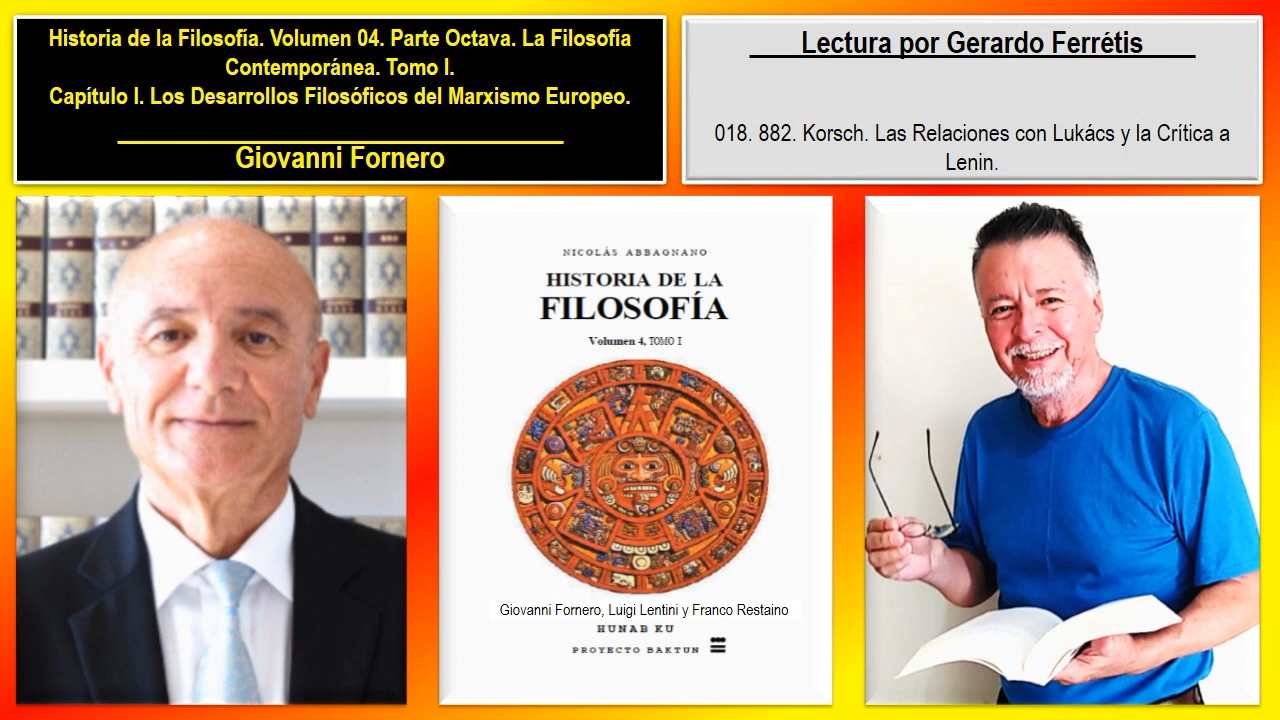 Historia de la Filosofía. Volumen 04. Parte Octava. La Filosofía
Contemporánea. Tomo I.
Capítulo I. Los Desarrollos Filosóficos del Marxismo Europeo.
Giovanni Fornero
Lectura por Gerardo Ferrétis
018. 882. Korsch. Las Relaciones con Lukács y la Crítica a
Lenin.
NICOLÁS ABBAGNANO
HISTORIA DE LA
FILOSOFÍA
Volumen 4, TOMO I
Giovanni Fornero, Luigi Lentini y Franco Restaino
HUNAB KU
PROYECTO BAKTUN